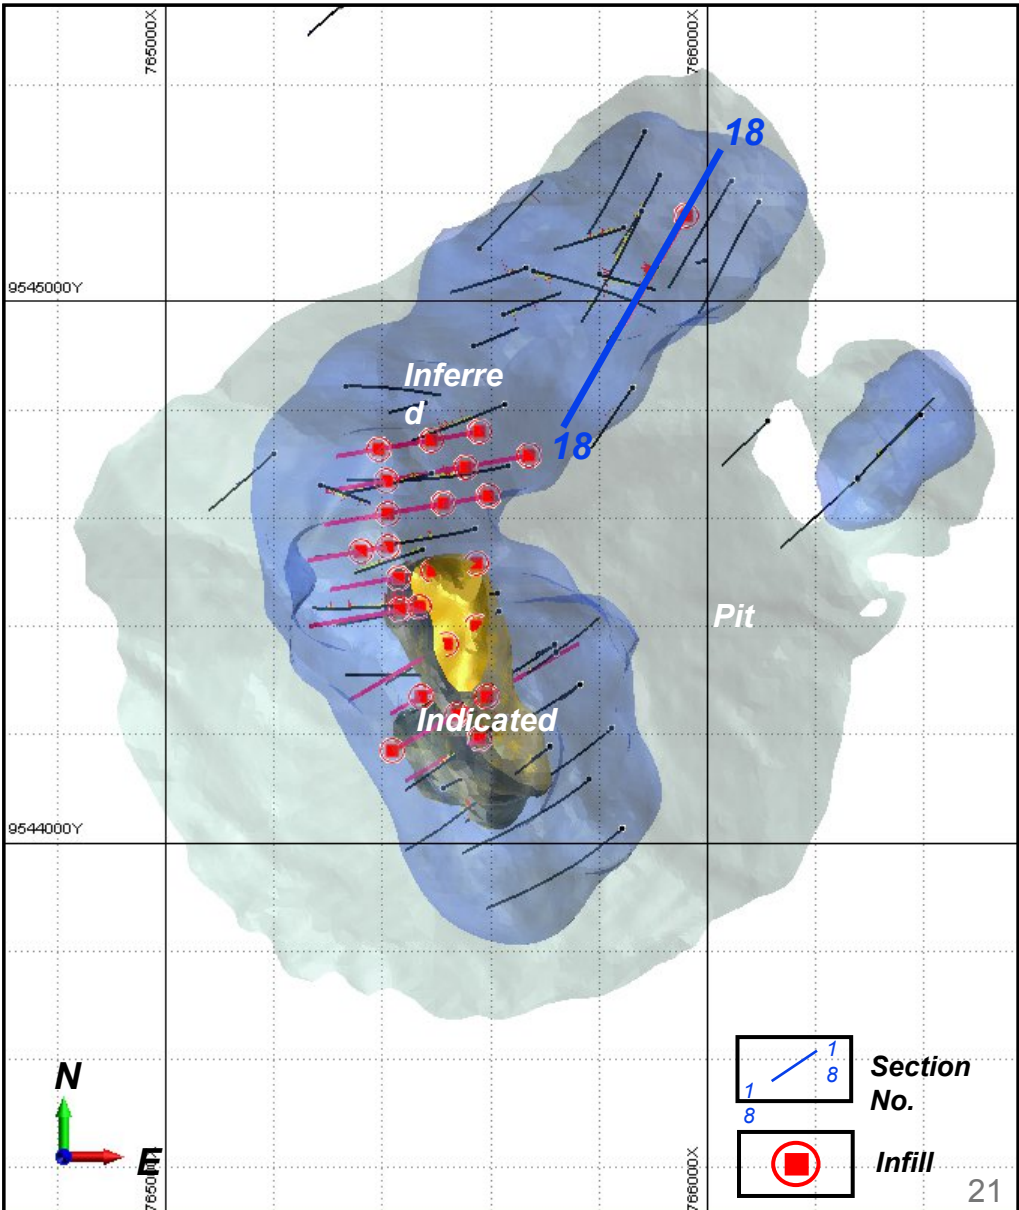 765000X
766000X
18
9545000Y
Inferre
d
18
Pit
Indicated
9544000Y
N
E
1
8
1
8
Section
No.
Infill
765000X
766000X
21